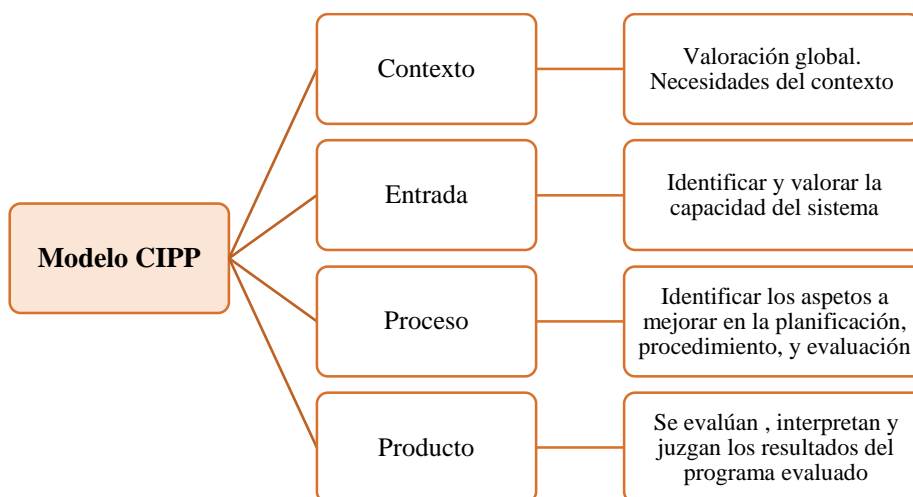 Modelo CIPP
Contexto
Valoración global.
Necesidades del contexto
Entrada
Identificar y valorar la
capacidad del sistema
Proceso
Identificar los aspetos a
mejorar en la planificación,
procedimiento, y evaluación
Producto
Se evalúan , interpretan y
juzgan los resultados del
programa evaluado